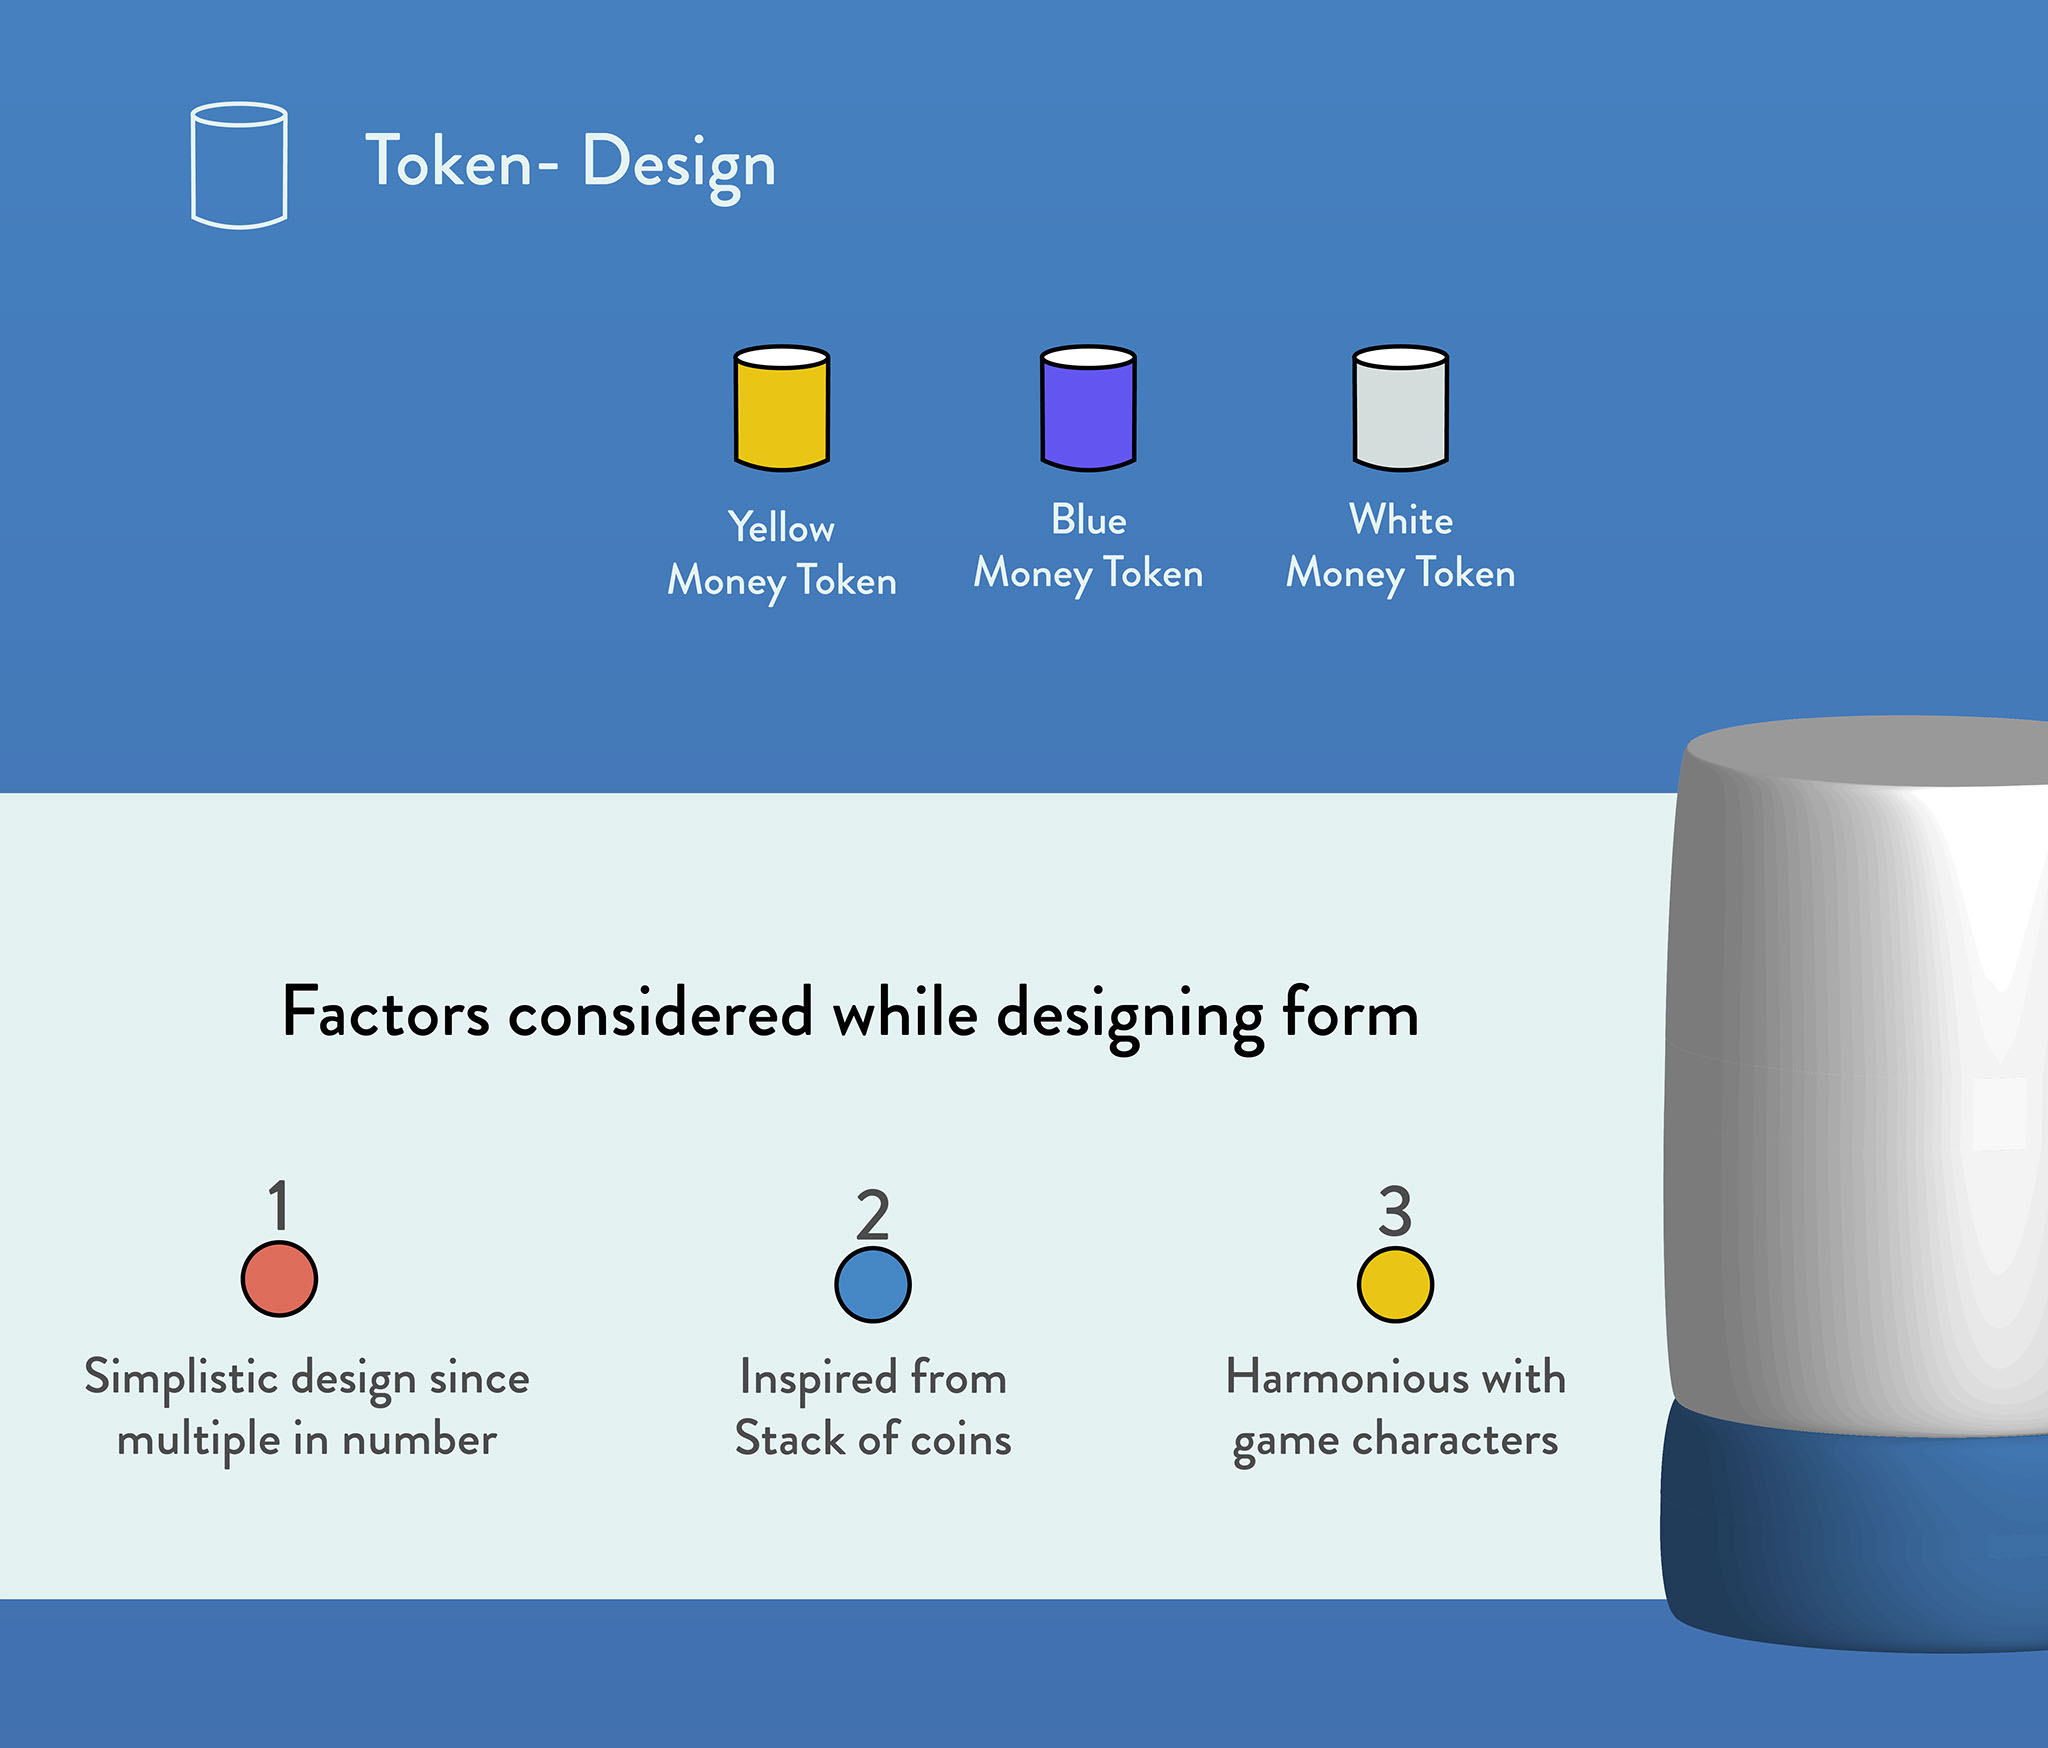 Token- Design
Yellow
Money Token
Blue
Money Token
White
Money Token
Factors considered while designing form
1
Simplistic design since
multiple in number
2
Inspired from
Stack of coins
3
Harmonious with
game characters